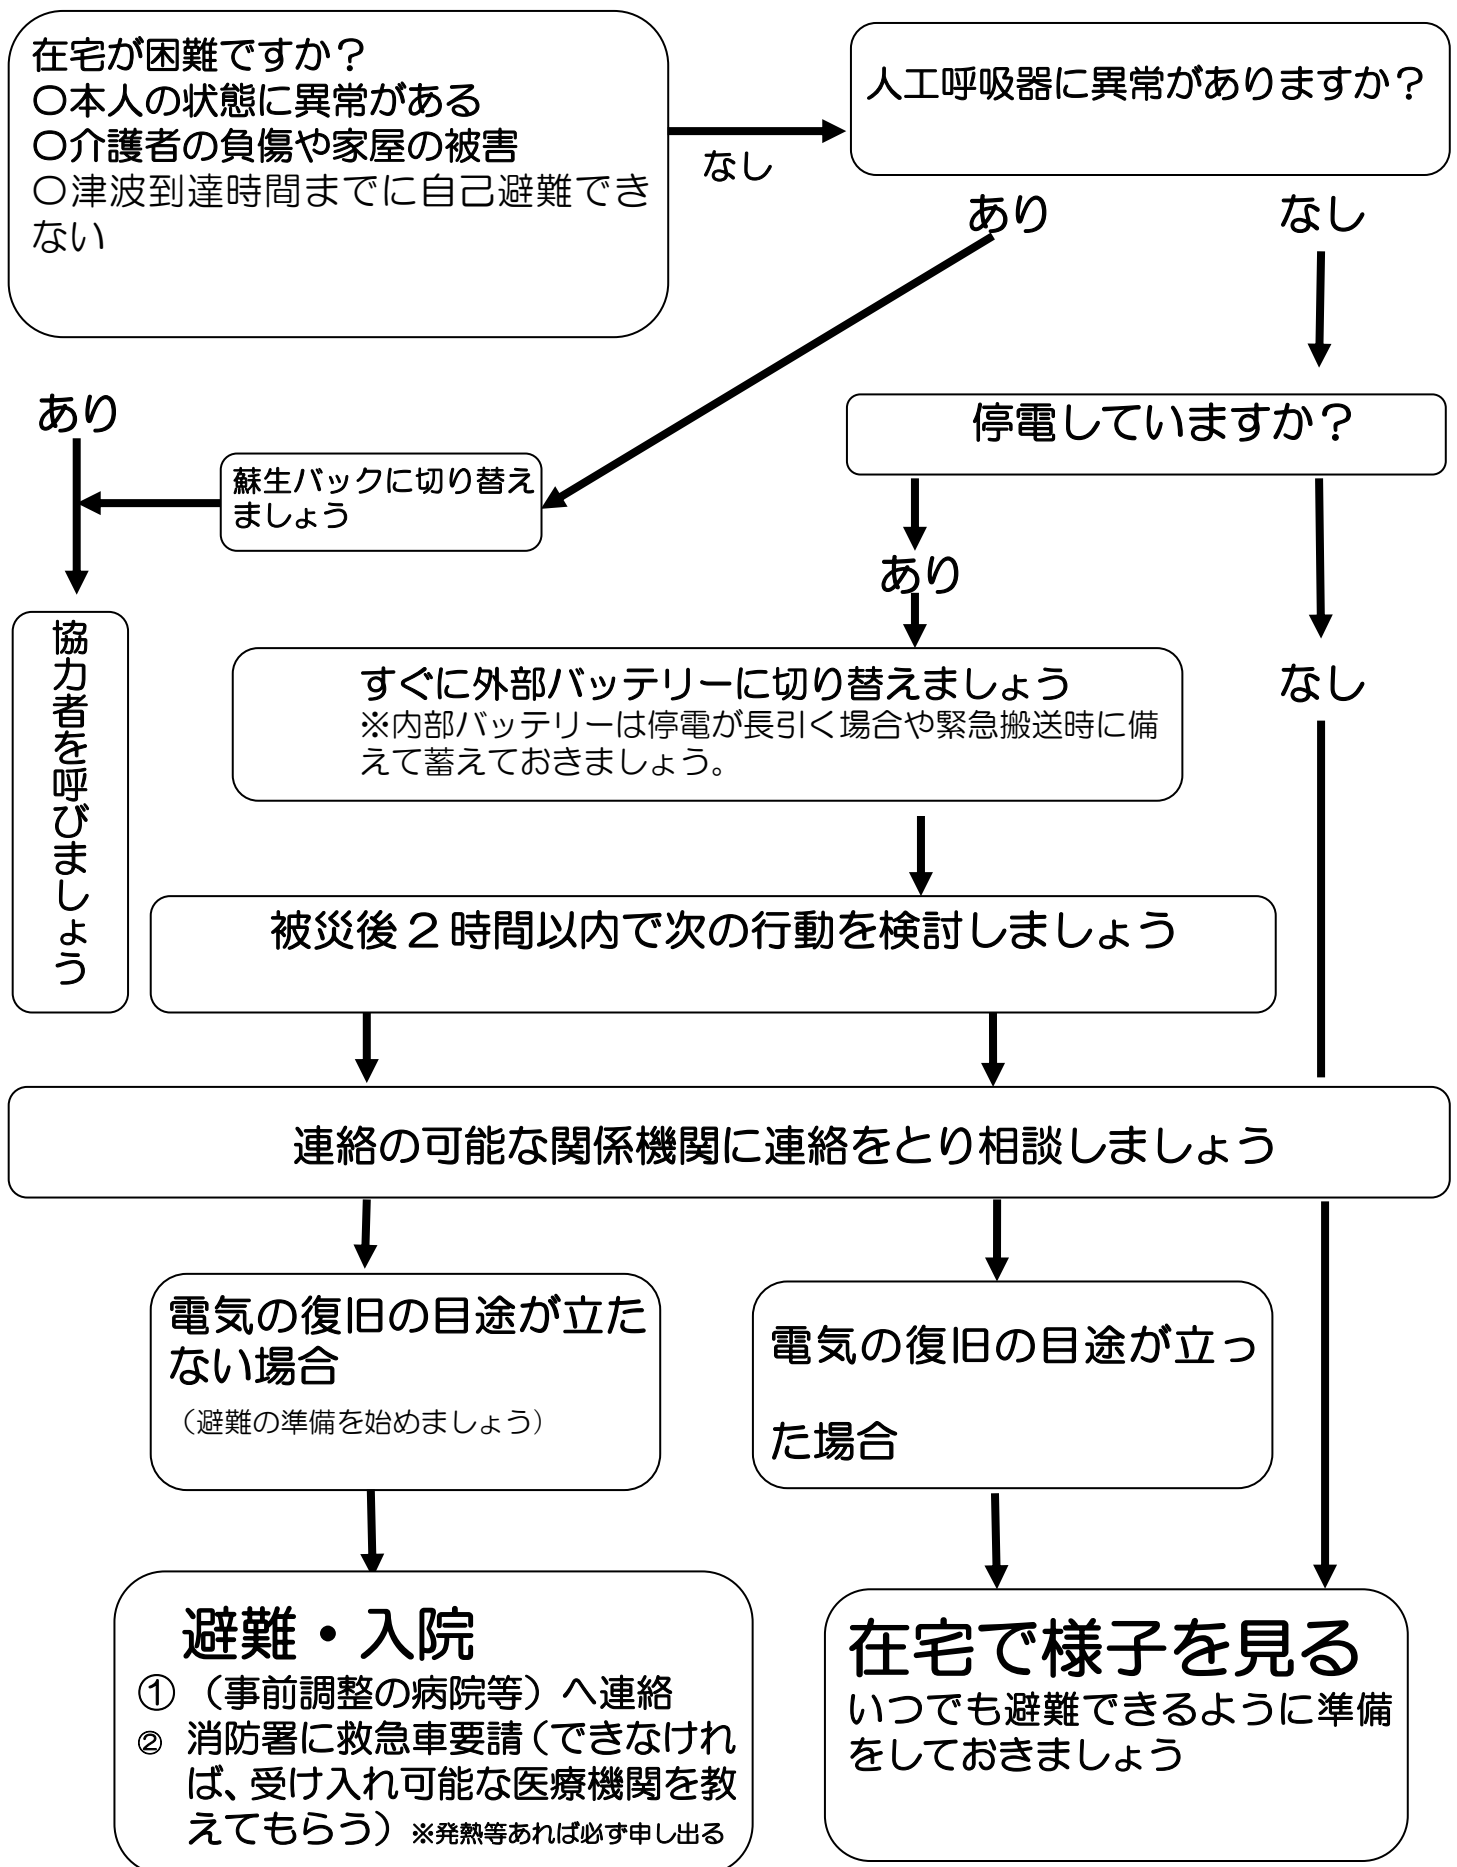 在宅が困難ですか？
〇本人の状態に異常がある
〇介護者の負傷や家屋の被害
〇津波到達時間までに自己避難でき
ない
なし
人工呼吸器に異常がありますか？
あり
なし
あり
停電していますか？
蘇生バックに切り替え
ましょう
あり
協力者を呼びましょう
すぐに外部バッテリーに切り替えましょう
※内部バッテリーは停電が長引く場合や緊急搬送時に備
えて蓄えておきましょう。
なし
被災後２時間以内で次の行動を検討しましょう
連絡の可能な関係機関に連絡をとり相談しましょう
電気の復旧の目途が立た
ない場合
（避難の準備を始めましょう）
電気の復旧の目途が立っ
た場合
避難・入院
① （事前調整の病院等）へ連絡
② 消防署に救急車要請（できなけれ
ば、受け入れ可能な医療機関を教
えてもらう）※発熱等あれば必ず申し出る
在宅で様子を見る
いつでも避難できるように準備
をしておきましょう